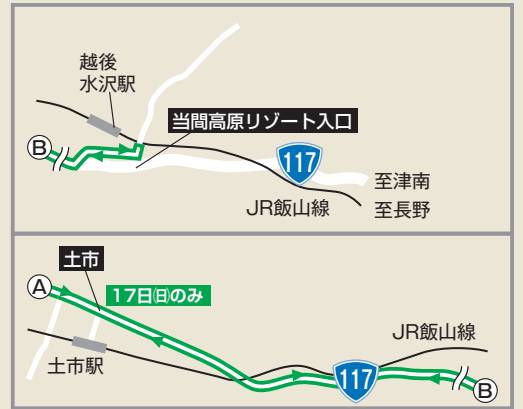 越後
水沢駅
Ⓑ
当間高原リゾート入口
117
至津南
JR飯山線
至長野
土市
Ⓐ
17日㈰のみ
JR飯山線
土市駅
117
Ⓑ